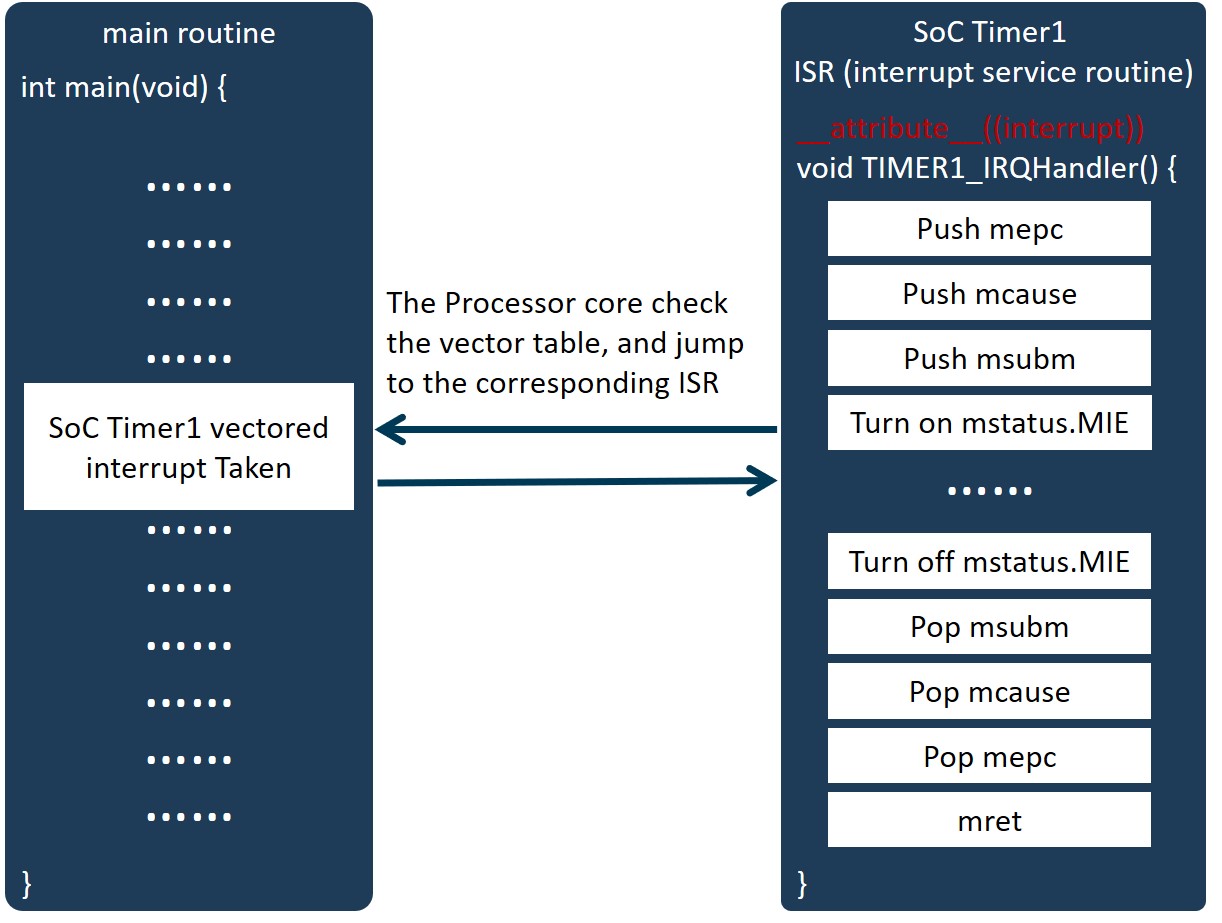 main routine
int main(void) {
......
......
......
......
SoC Timer1 vectored
interrupt Taken
......
......
......
......
......
......
}
The Processor core check
the vector table, and jump
to the corresponding ISR
SoC Timer1
ISR (interrupt service routine)
__attribute__((interrupt))
void TIMER1_IRQHandler() {
Push mepc
Push mcause
Push msubm
Turn on mstatus.MIE
......
Turn off mstatus.MIE
Pop msubm
Pop mcause
Pop mepc
mret
}